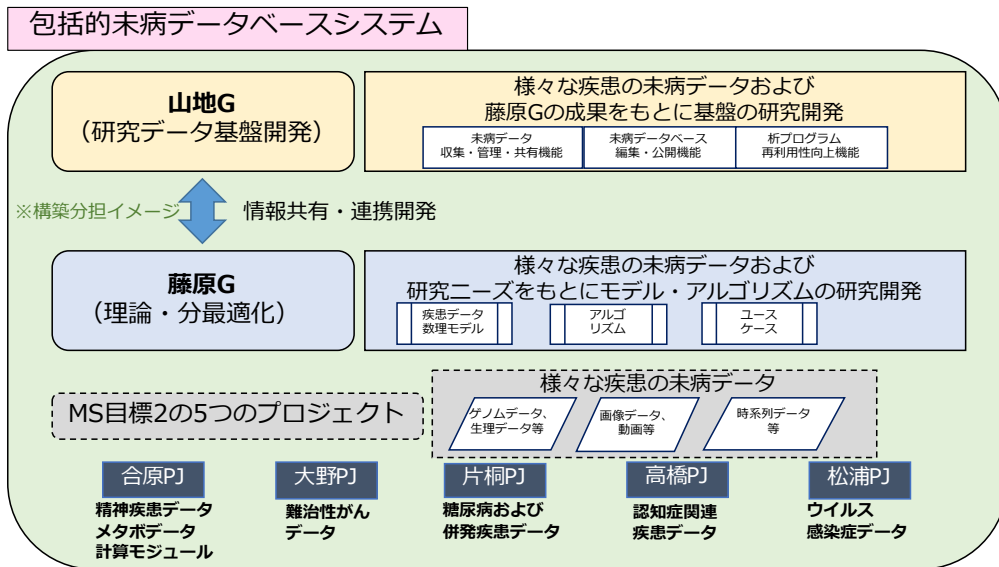 包括的未病データベースシステム
山地G
（研究データ基盤開発）
様々な疾患の未病データおよび
藤原Gの成果をもとに基盤の研究開発
未病データ
収集・管理・共有機能
未病データベース
編集・公開機能
析プログラム
再利用性向上機能
※構築分担イメージ
情報共有・連携開発
藤原G
（理論・分最適化）
様々な疾患の未病データおよび
研究ニーズをもとにモデル・アルゴリズムの研究開発
疾患データ
数理モデル
アルゴ
リズム
ユース
ケース
MS目標2の5つのプロジェクト
様々な疾患の未病データ
ゲノムデータ、
生理データ等
画像データ、
動画等
時系列データ
等
合原PJ
精神疾患データ
メタボデータ
計算モジュール
大野PJ
難治性がん
データ
片桐PJ
糖尿病および
併発疾患データ
高橋PJ
認知症関連
疾患データ
松浦PJ
ウイルス
感染症データ